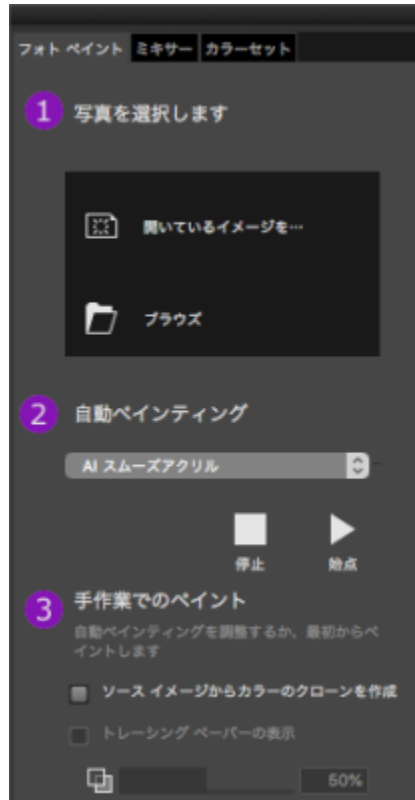 フォト ペイント ミキサー カラーセット
1 写真を選択します
開いているイメージを…
ブラウズ
2 自動ペインティング
AI スムーズアクリル
停止 始点
3 手作業でのペイント
自動ペインティングを調整するか、最初からペ
イントします
ソース イメージからカラーのクローンを作成
トレーシング ペーパーの表示
50%